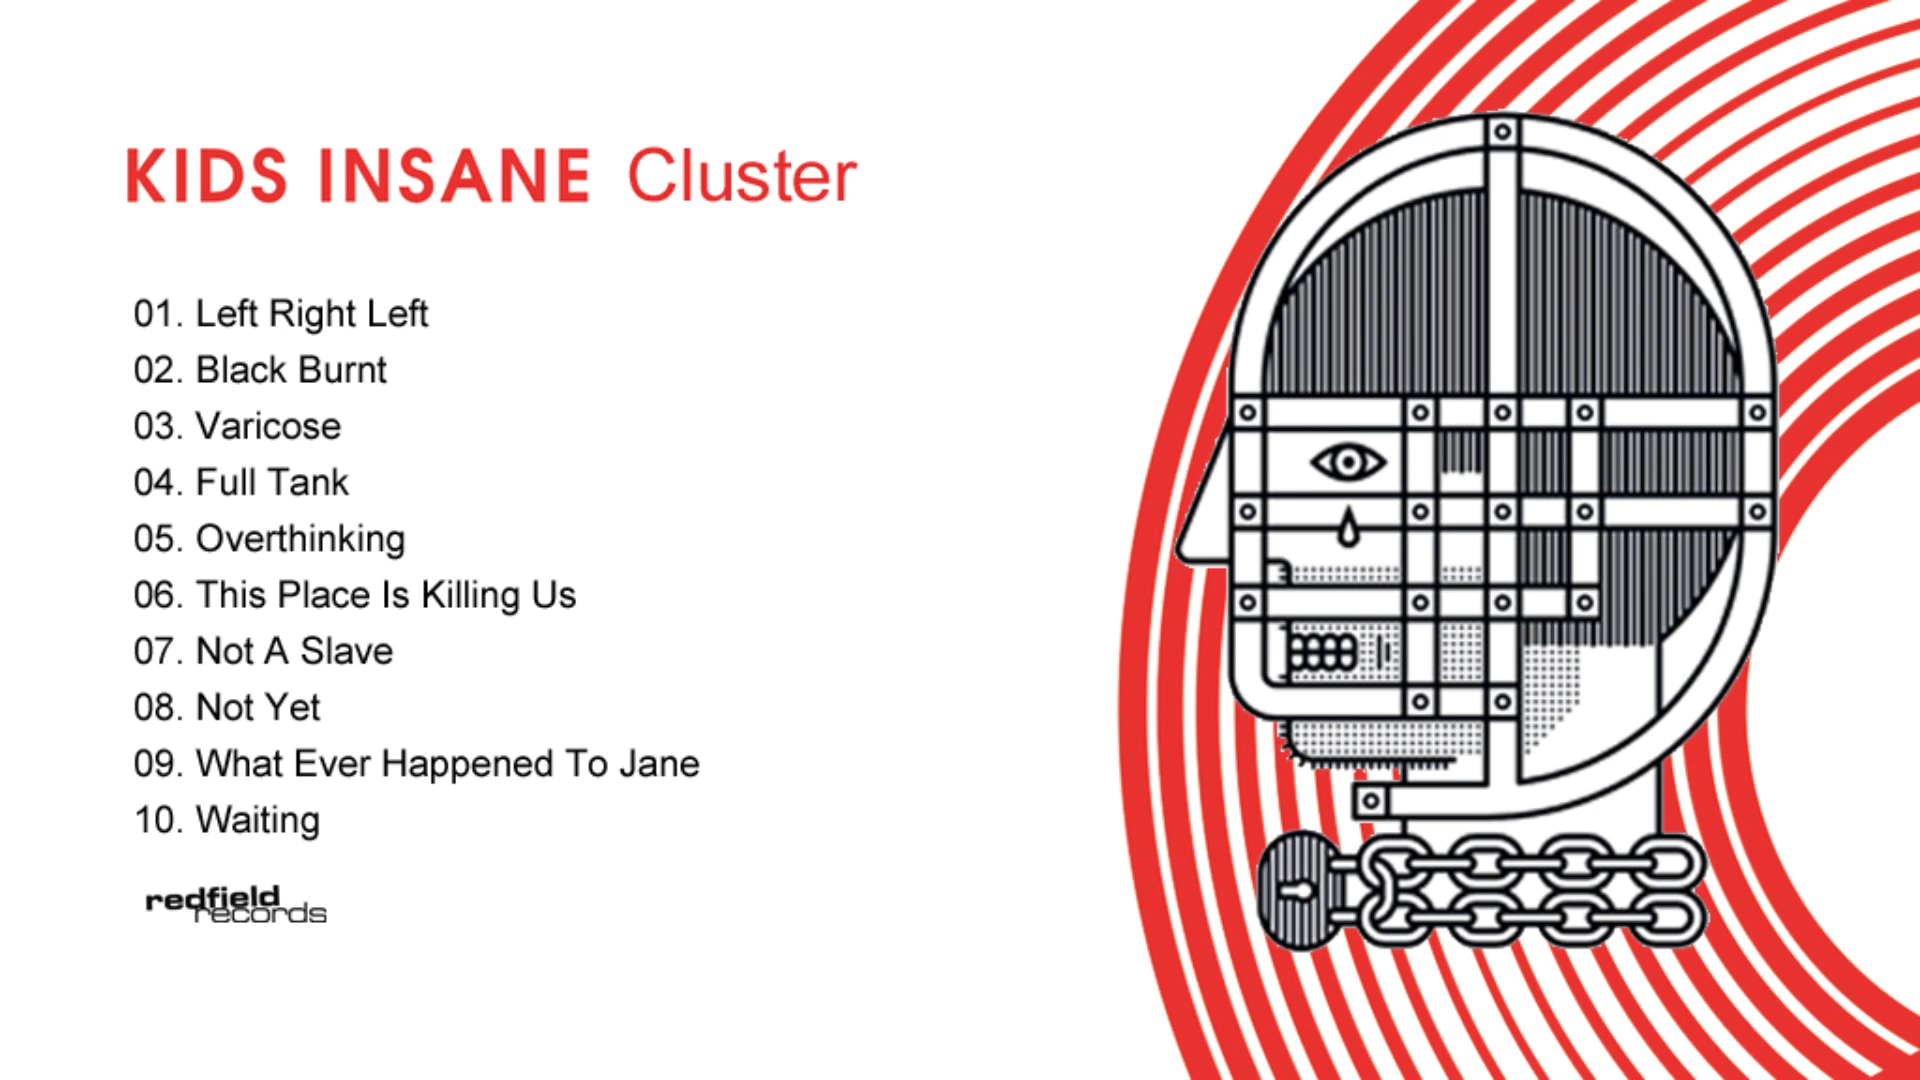 KIDS INSANE Cluster
01. Left Right Left
02. Black Burnt
03. Varicose
04. Full Tank
05. Overthinking
06. This Place Is Killing Us
07. Not A Slave
08. Not Yet
09. What Ever Happened To Jane
10. Waiting
redfield
records